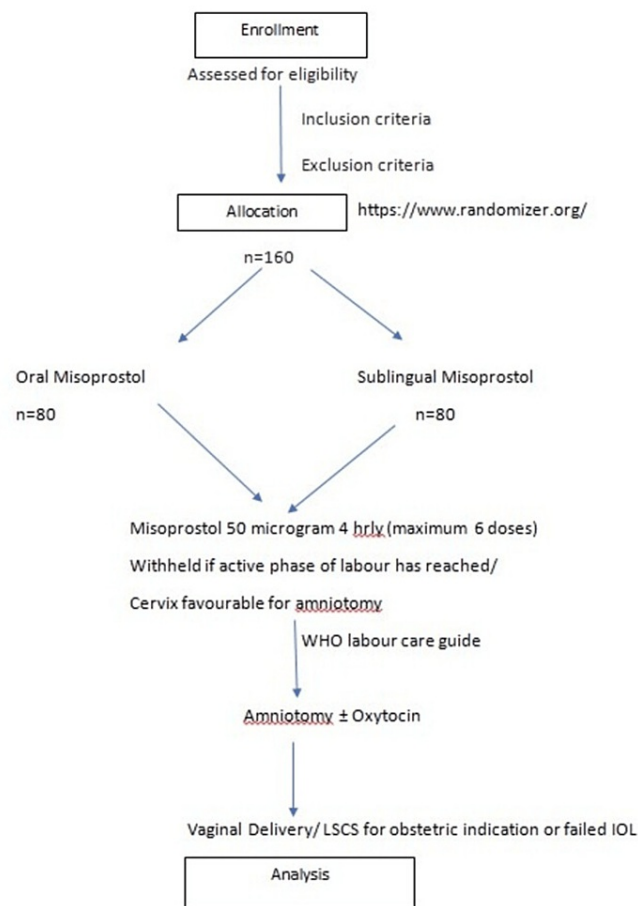 Enrollment
Assessed for eligibility
Inclusion criteria
Exclusion criteria
Allocation
https://www.randomizer.org/
n=160
Oral Misoprostol
n=80
Sublingual Misoprostol
n=80
Misoprostol 50 microgram 4 hrly (maximum 6 doses)
Withheld if active phase of labour has reached/
Cervix favourable for amniotomy
WHO labour care guide
Amniotomy ± Oxytocin
Vaginal Delivery/ LSCS for obstetric indication or failed IOL
Analysis